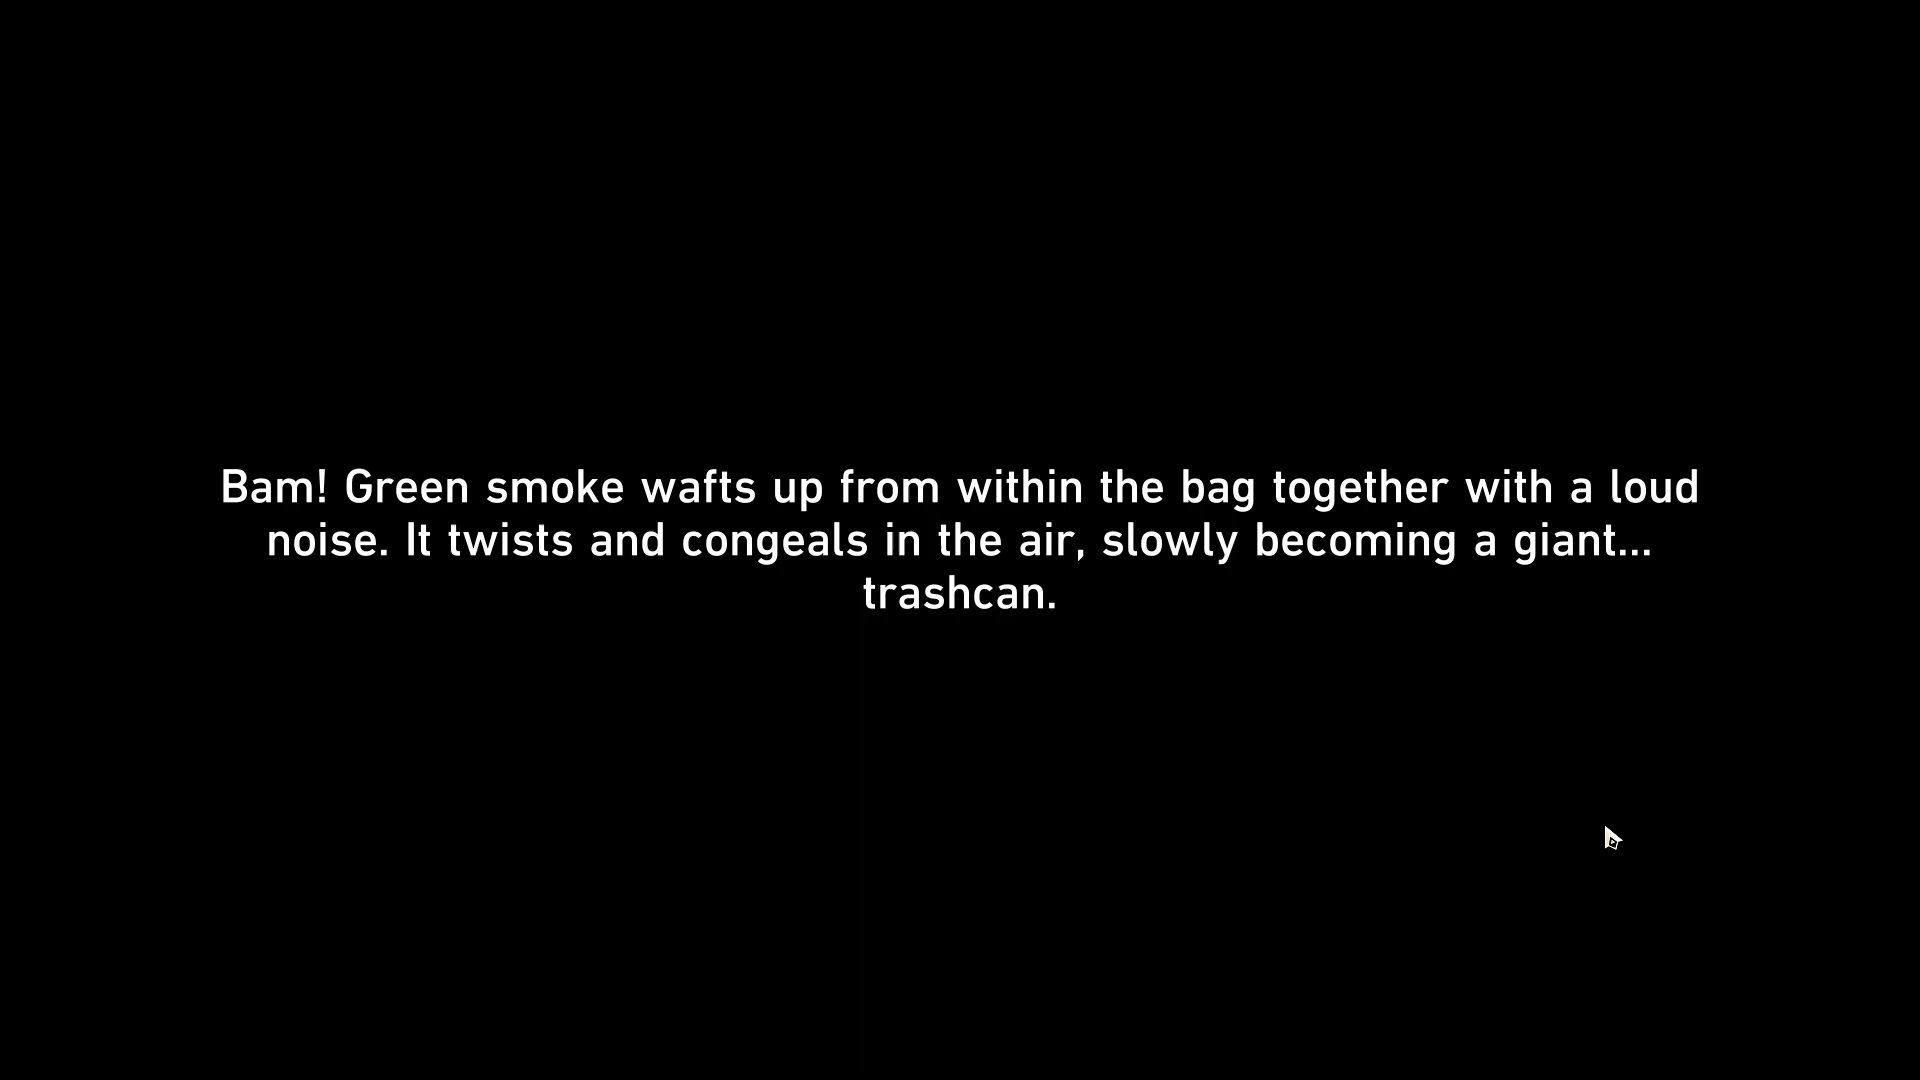 Bam! Green smoke wafts up from within the bag together with a loud
noise. It twists and congeals in the air, slowly becoming a giant...
trashcan.